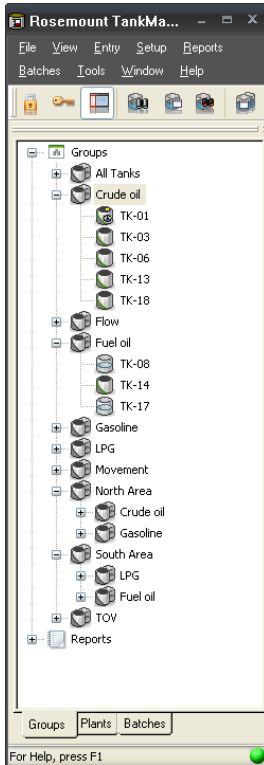 Rosemount TankMa...
File View Entry Setup Reports
Batches Tools Window Help
Groups
All Tanks
Crude oil
TK-01
TK-03
TK-06
TK-13
TK-18
Flow
Fuel oil
TK-08
TK-14
TK-17
Gasoline
LPG
Movement
North Area
Crude oil
Gasoline
South Area
LPG
Fuel oil
TOV
Reports
Groups Plants Batches
For Help, press F1